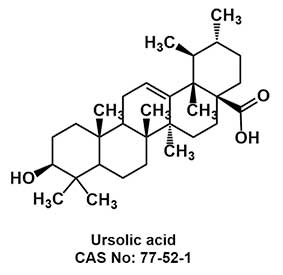 CH₃
H₃C
CH₃ CH₃ CH₃ O
OH
CH₃
HO
H₃C CH₃
Ursolic acid
CAS No: 77-52-1